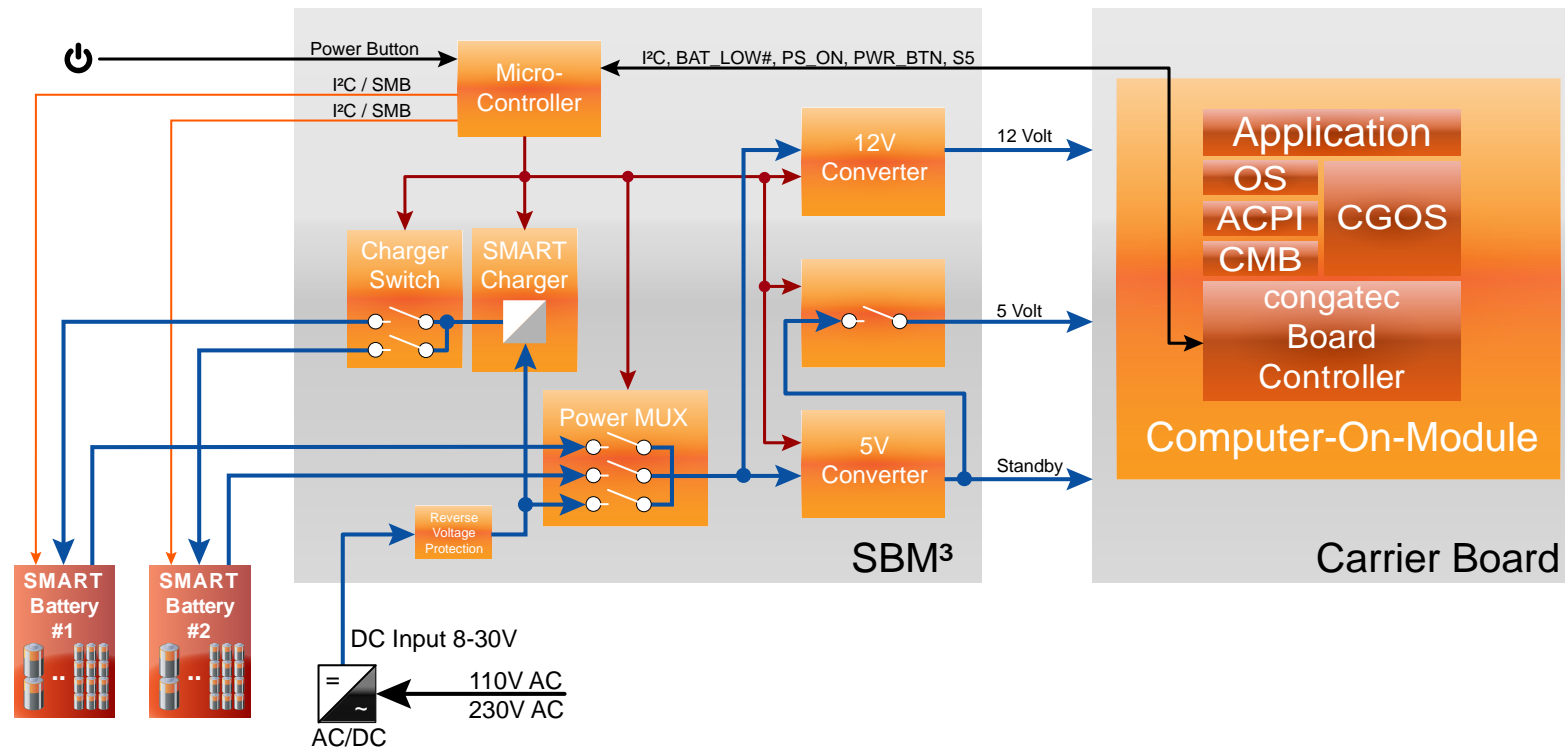 Power Button
I²C / SMB
I²C / SMB
Micro-
Controller
I²C, BAT_LOW#, PS_ON, PWR_BTN, S5
12V
Converter
12 Volt
Application
OS
ACPI
CMB
CGOS
congatec
Board
Controller
Computer-On-Module
Charger
Switch
SMART
Charger
5 Volt
Power MUX
5V
Converter
Standby
Reverse
Voltage
Protection
SBM³
Carrier Board
SMART
Battery
#1
..
SMART
Battery
#2
..
DC Input 8-30V
=
~
AC/DC
110V AC
230V AC